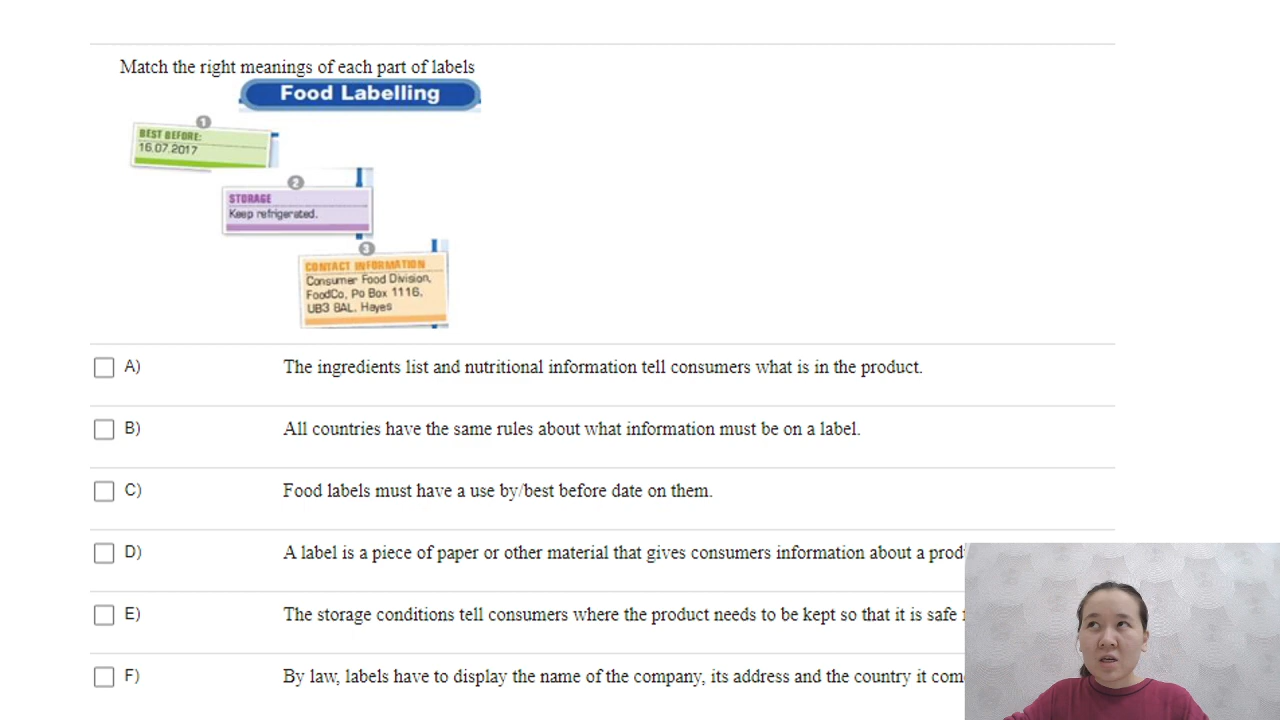 Match the right meanings of each part of labels
Food Labelling
1
BEST BEFORE:
16.07.2017
2
STORAGE
Keep refrigerated.
3
CONTACT INFORMATION
Consumer Food Division,
FoodCo, Po Box 1116,
UB3 8AL, Hayes
A) The ingredients list and nutritional information tell consumers what is in the product.
B) All countries have the same rules about what information must be on a label.
C) Food labels must have a use by/best before date on them.
D) A label is a piece of paper or other material that gives consumers information about a
E) The storage conditions tell consumers where the product needs to be kept so that it is safe
F) By law, labels have to display the name of the company, its address and the country it